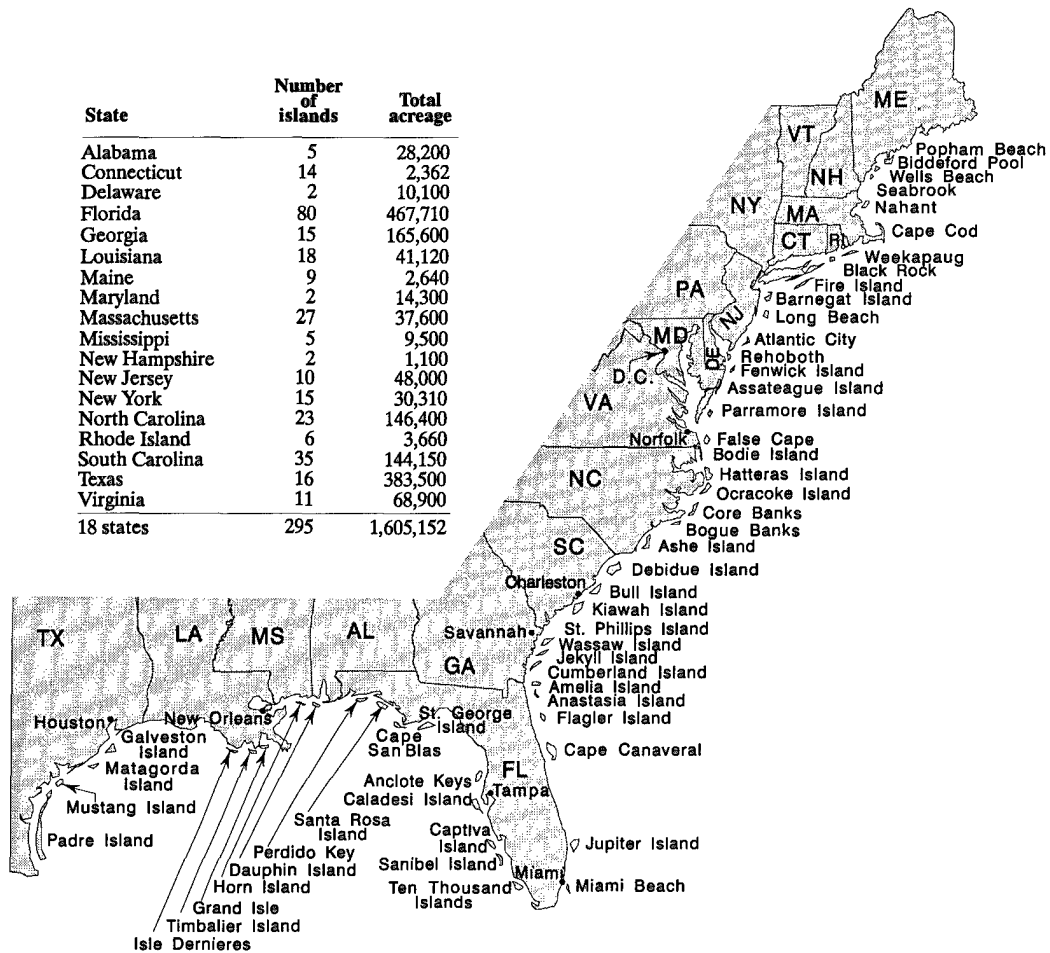 Number
of
islands
Total
acreage
State
Alabama 5 28,200
Connecticut 14 2,362
Delaware 2 10,100
Florida 80 467,710
Georgia 15 165,600
Louisiana 18 41,120
Maine 9 2,640
Maryland 2 14,300
Massachusetts 27 37,600
Mississippi 5 9,500
New Hampshire 2 1,100
New Jersey 10 48,000
New York 15 30,310
North Carolina 23 146,400
Rhode Island 6 3,660
South Carolina 35 144,150
Texas 16 383,500
Virginia 11 68,900
18 states 295 1,605,152
ME
VT
NH
NY
MA
CT
RI
PA
NJ
MD
DE
D.C.
VA
NC
SC
GA
FL
AL
MS
LA
TX
Popham Beach
Biddeford Pool
Wells Beach
Seabrook
Nahant
Cape Cod
Weekapaug
Black Rock
Fire Island
Barnegat Island
Long Beach
Atlantic City
Rehoboth
Fenwick Island
Assateague Island
Parramore Island
Norfolk
False Cape
Bodie Island
Hatteras Island
Ocracoke Island
Core Banks
Bogue Banks
Ashe Island
Debidue Island
Charleston
Bull Island
Kiawah Island
St. Phillips Island
Savannah
Wassaw Island
Jekyll Island
Cumberland Island
Amelia Island
Anastasia Island
Flagler Island
Cape Canaveral
Jupiter Island
Miami
Miami Beach
Ten Thousand
Islands
Sanibel Island
Captiva
Island
Caladesi Island
Anclote Keys
Tampa
St. George
Island
Cape
San Blas
Santa Rosa
Island
Perdido Key
Dauphin Island
Horn Island
Grand Isle
Timbalier Island
Isle Dernieres
New Orleans
Houston
Galveston
Island
Matagorda
Island
Mustang Island
Padre Island